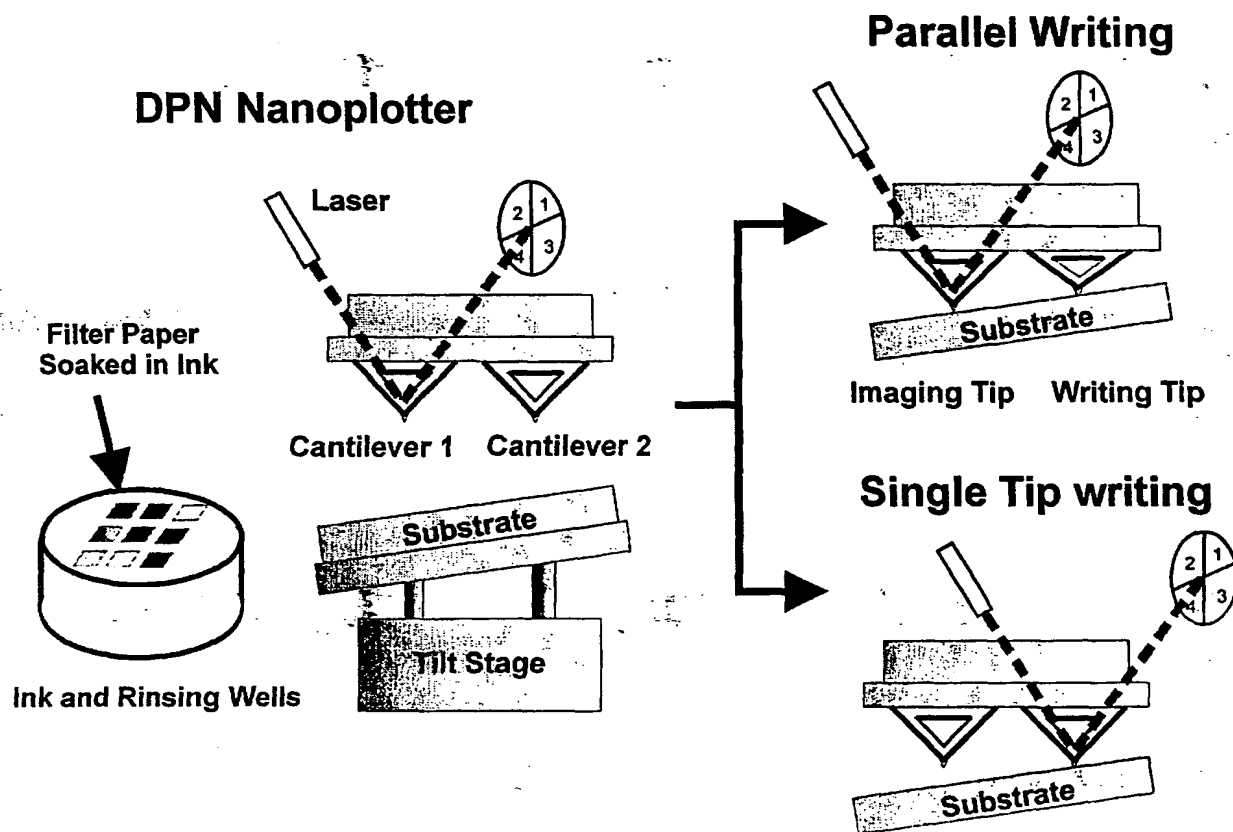 DPN Nanoplotter
Laser
2 1
4 3
Filter Paper
Soaked in Ink
Cantilever 1 Cantilever 2
Substrate
Tilt Stage
Ink and Rinsing Wells
Parallel Writing
2 1
4 3
Substrate
Imaging Tip Writing Tip
Single Tip writing
2 1
4 3
Substrate